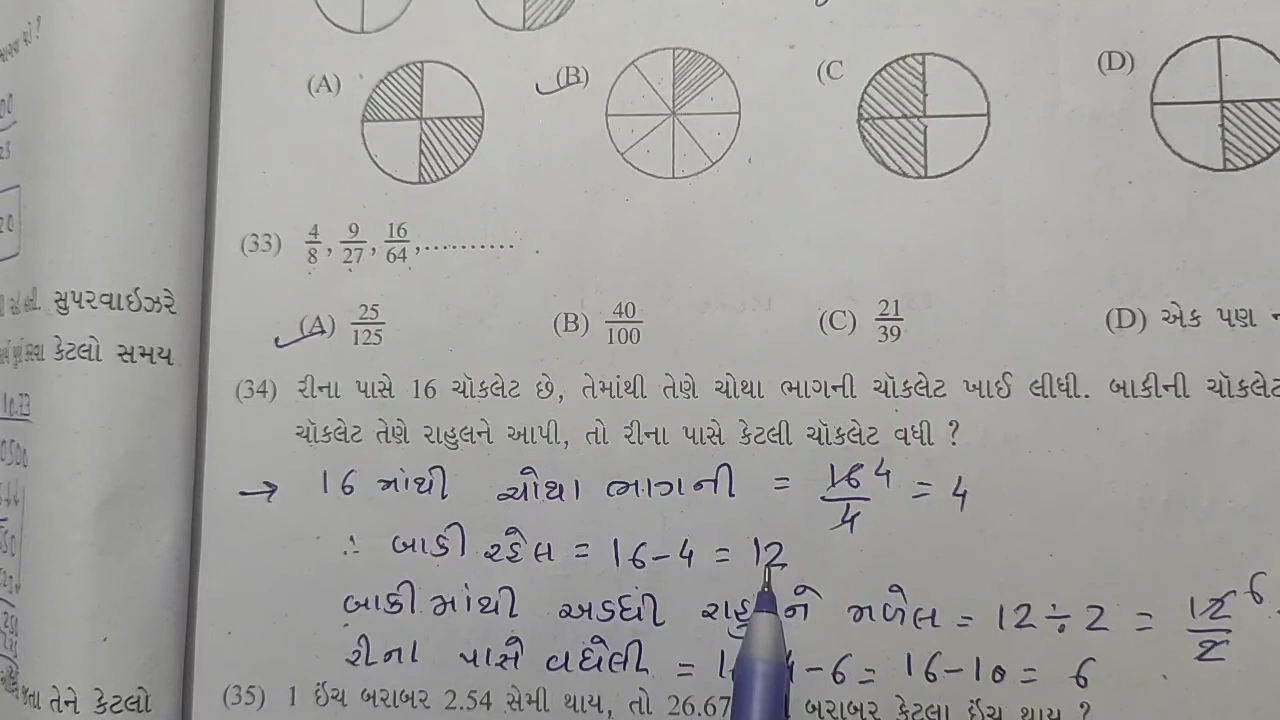 (A) (B) (C (D)
(33) 4/8, 9/27, 16/64, ..........
(A) 25/125 (B) 40/100 (C) 21/39 (D) એક પણ
(34) રીના પાસે 16 ચૉકલેટ છે, તેમાંથી તેણે ચોથા ભાગની ચૉકલેટ ખાઈ લીધી. બાકીની ચૉકલેટ
ચૉકલેટ તેણે રાહુલને આપી, તો રીના પાસે કેટલી ચૉકલેટ વધી ?
→ 16 માંથી ચોથા ભાગની = 16/4 4 = 4
∴ બાકી રહેલ = 16 - 4 = 12
બાકી માંથી અડધી ને મળેલ = 12 ÷ 2 = 12/2 6
રીના પાસે વધેલી = - 6 = 16 - 10 = 6
(35) 1 ઇંચ બરાબર 2.54 સેમી થાય, તો 26.67 બરાબર કેટલા ઇંચ થાય ?
સુપરવાઈઝરે
કેટલો સમય
તેને કેટલો